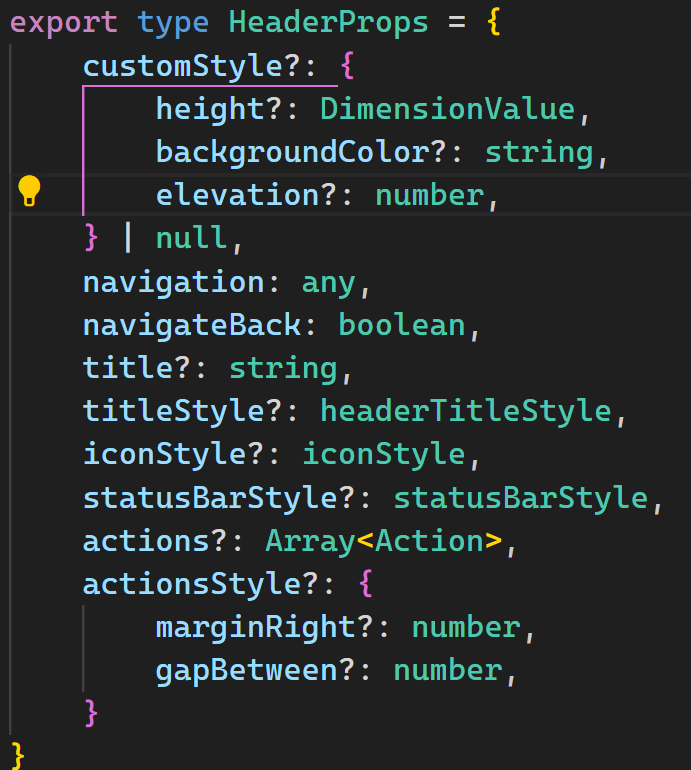 export type HeaderProps = {
    customStyle?: {
        height?: DimensionValue,
        backgroundColor?: string,
        elevation?: number,
    } | null,
    navigation: any,
    navigateBack: boolean,
    title?: string,
    titleStyle?: headerTitleStyle,
    iconStyle?: iconStyle,
    statusBarStyle?: statusBarStyle,
    actions?: Array<Action>,
    actionsStyle?: {
        marginRight?: number,
        gapBetween?: number,
    }
}